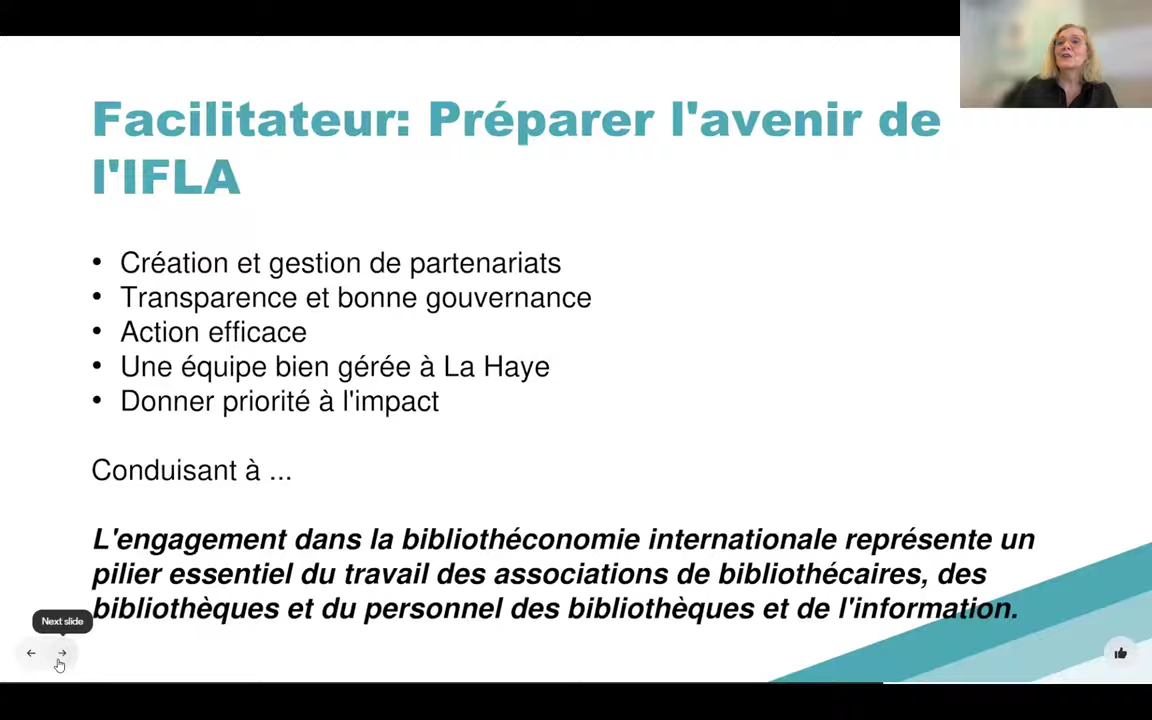 Facilitateur: Préparer l'avenir de
l'IFLA
• Création et gestion de partenariats
• Transparence et bonne gouvernance
• Action efficace
• Une équipe bien gérée à La Haye
• Donner priorité à l'impact
Conduisant à ...
L'engagement dans la bibliothéconomie internationale représente un
pilier essentiel du travail des associations de bibliothécaires, des
bibliothèques et du personnel des bibliothèques et de l'information.
Next slide